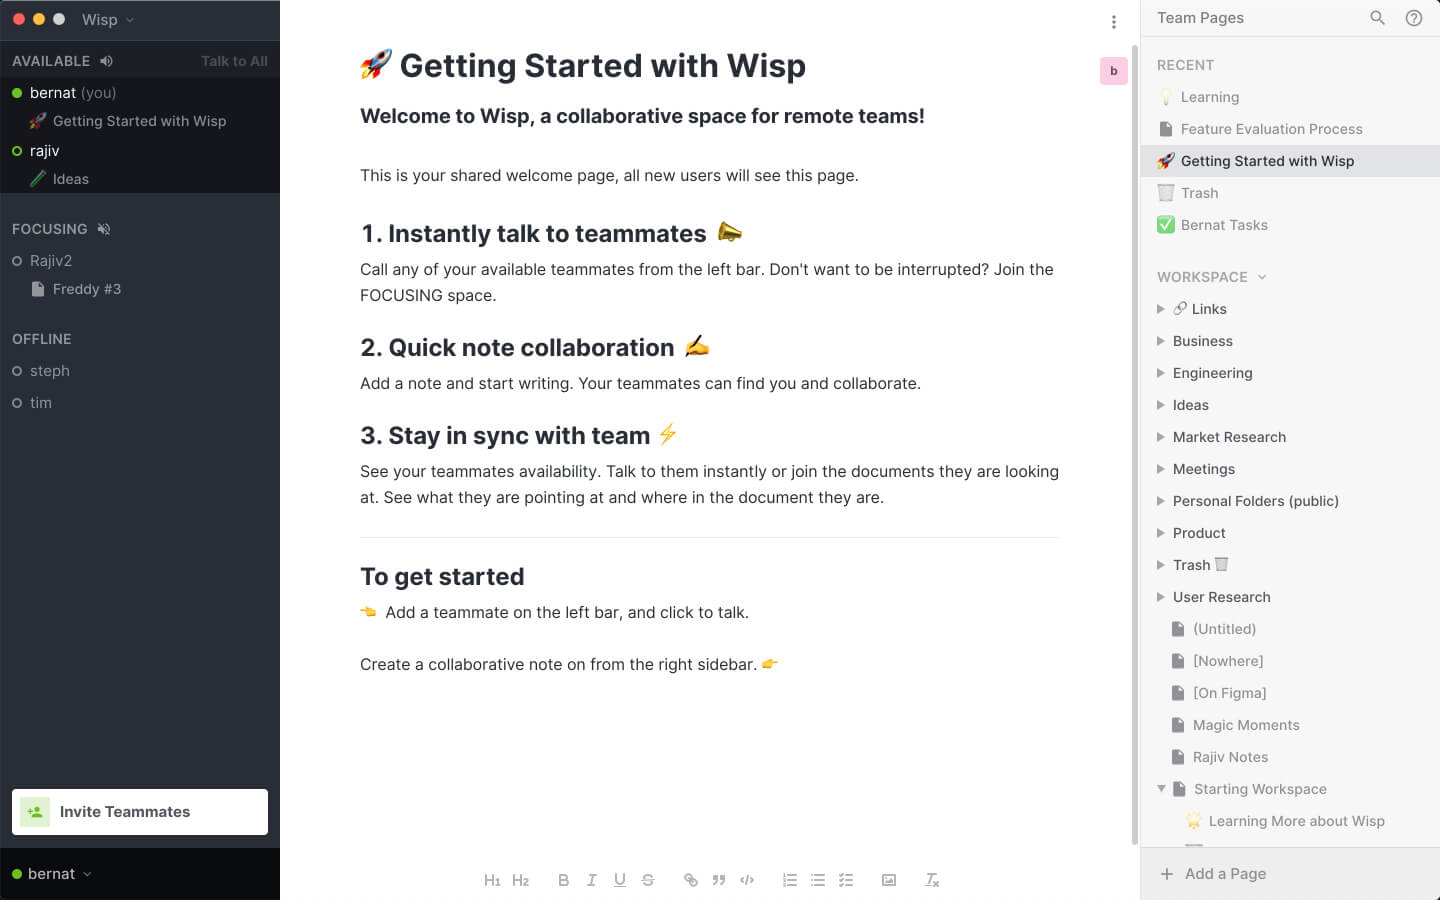 Wisp
AVAILABLE
Talk to All
bernat (you)
Getting Started with Wisp
rajiv
Ideas
FOCUSING
Rajiv2
Freddy #3
OFFLINE
steph
tim
Invite Teammates
bernat
Getting Started with Wisp
b
Welcome to Wisp, a collaborative space for remote teams!
This is your shared welcome page, all new users will see this page.
1. Instantly talk to teammates
Call any of your available teammates from the left bar. Don't want to be interrupted? Join the
FOCUSING space.
2. Quick note collaboration
Add a note and start writing. Your teammates can find you and collaborate.
3. Stay in sync with team
See your teammates availability. Talk to them instantly or join the documents they are looking
at. See what they are pointing at and where in the document they are.
To get started
Add a teammate on the left bar, and click to talk.
Create a collaborative note on from the right sidebar.
H1 H2 B I U S
Team Pages
RECENT
Learning
Feature Evaluation Process
Getting Started with Wisp
Trash
Bernat Tasks
WORKSPACE
Links
Business
Engineering
Ideas
Market Research
Meetings
Personal Folders (public)
Product
Trash
User Research
(Untitled)
[Nowhere]
[On Figma]
Magic Moments
Rajiv Notes
Starting Workspace
Learning More about Wisp
+ Add a Page